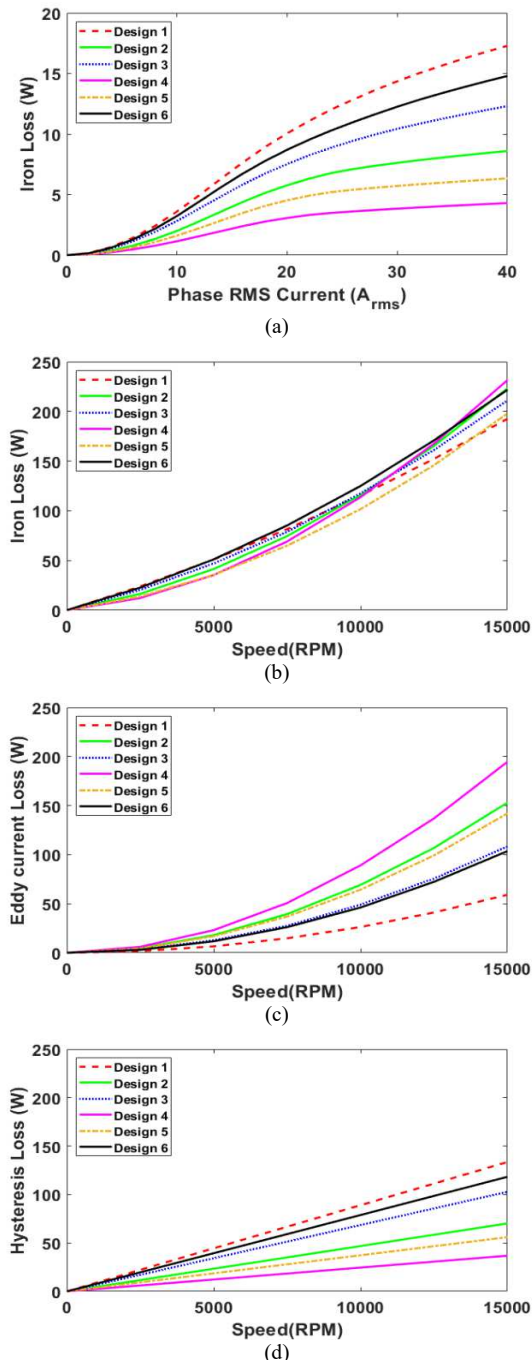 20
15
10
5
0
Iron Loss (W)
Design 1
Design 2
Design 3
Design 4
Design 5
Design 6
0 10 20 30 40
Phase RMS Current (A_rms)
(a)
250
200
150
100
50
0
Iron Loss (W)
Design 1
Design 2
Design 3
Design 4
Design 5
Design 6
0 5000 10000 15000
Speed(RPM)
(b)
250
200
150
100
50
0
Eddy current Loss (W)
Design 1
Design 2
Design 3
Design 4
Design 5
Design 6
0 5000 10000 15000
Speed(RPM)
(c)
250
200
150
100
50
0
Hysteresis Loss (W)
Design 1
Design 2
Design 3
Design 4
Design 5
Design 6
0 5000 10000 15000
Speed(RPM)
(d)